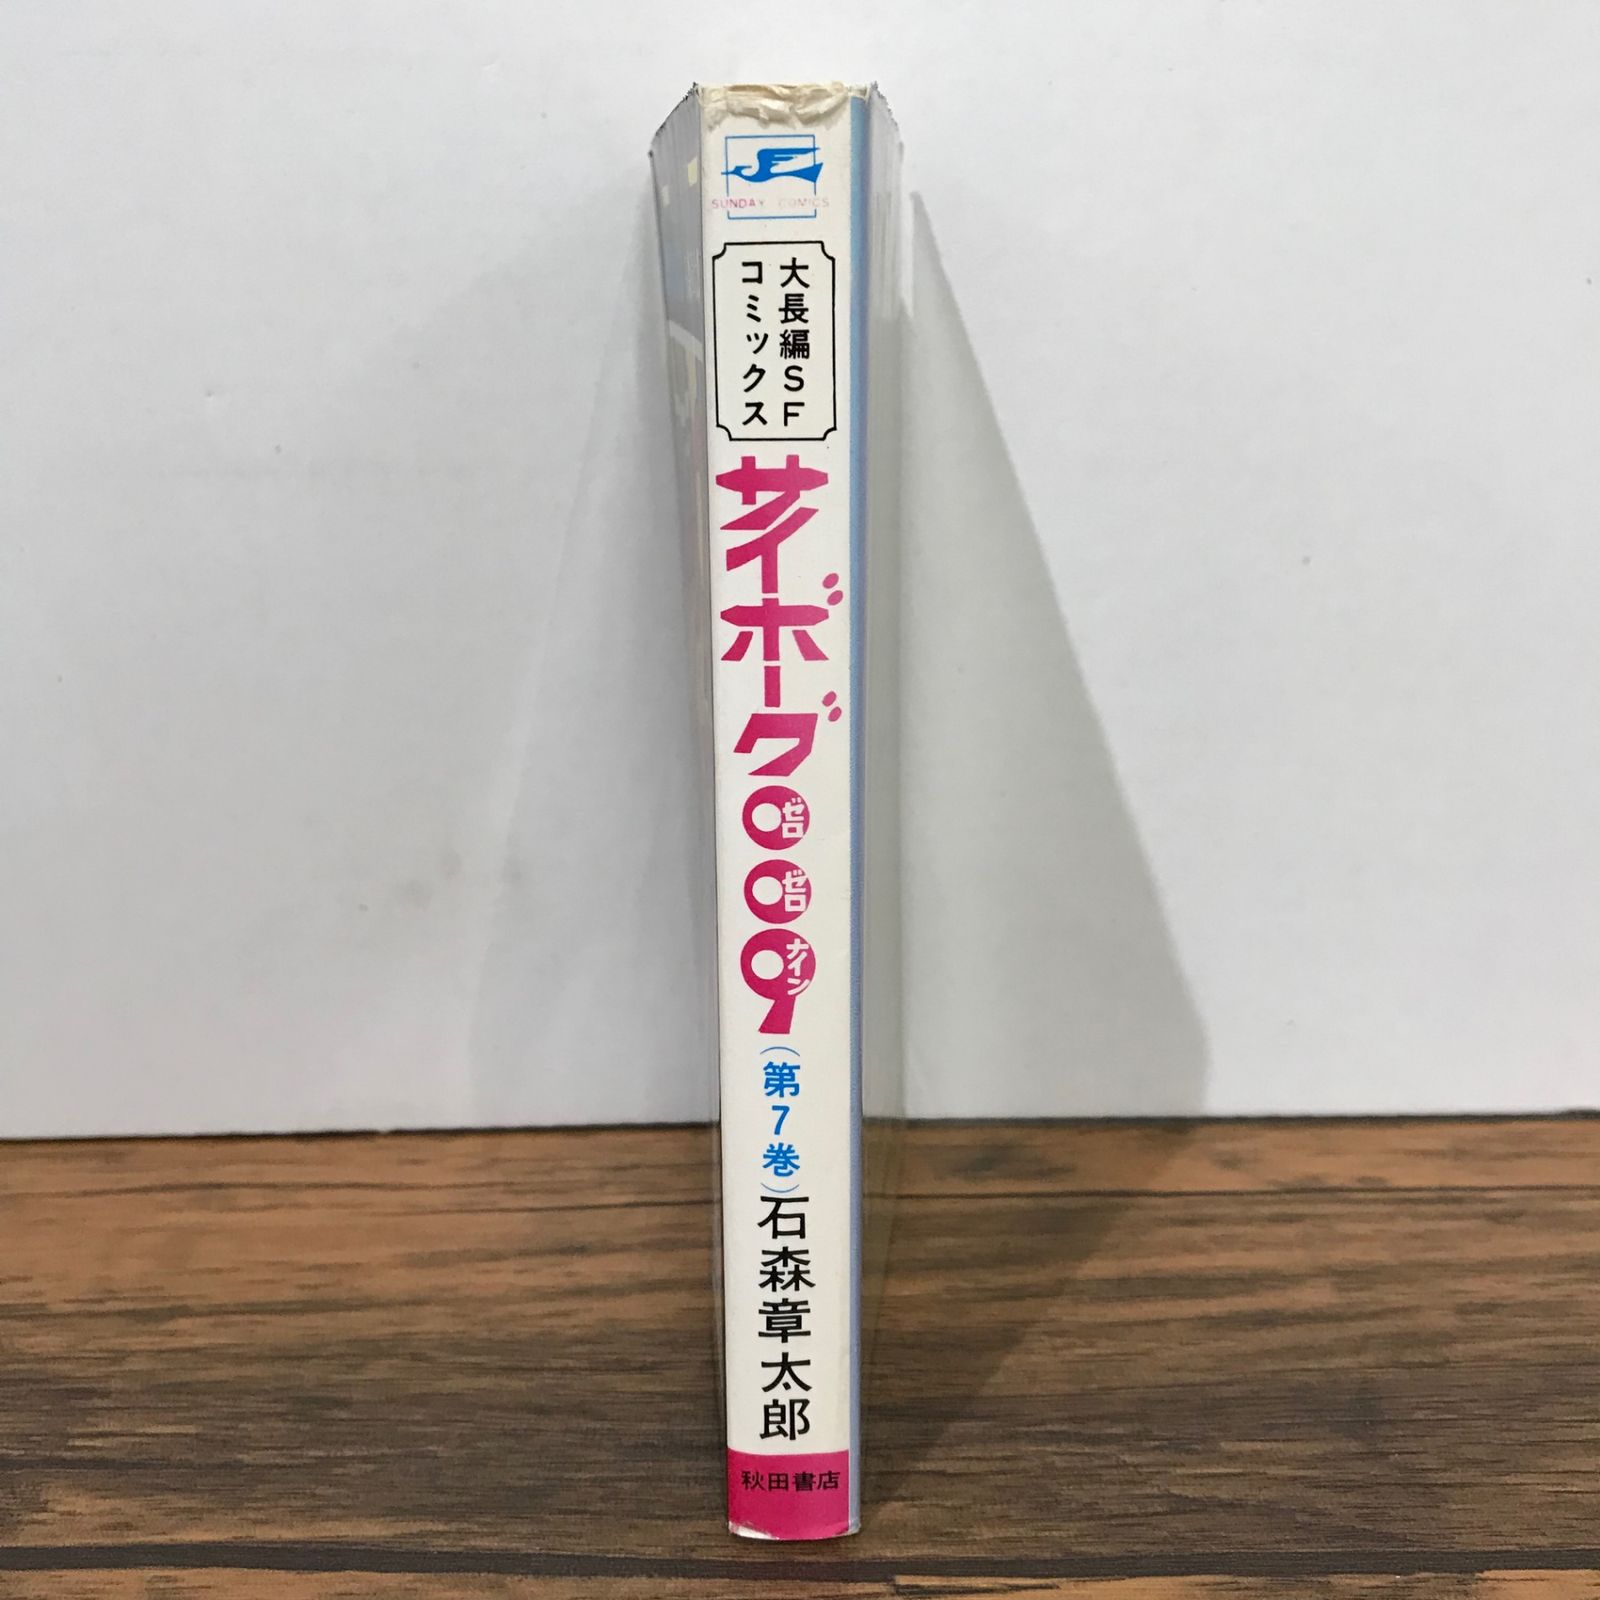 SUNDAY COMICS
大長編SF
コミックス
サイボーグ009
ゼロ
ゼロ
ナイン
(第7巻)
石森章太郎
秋田書店